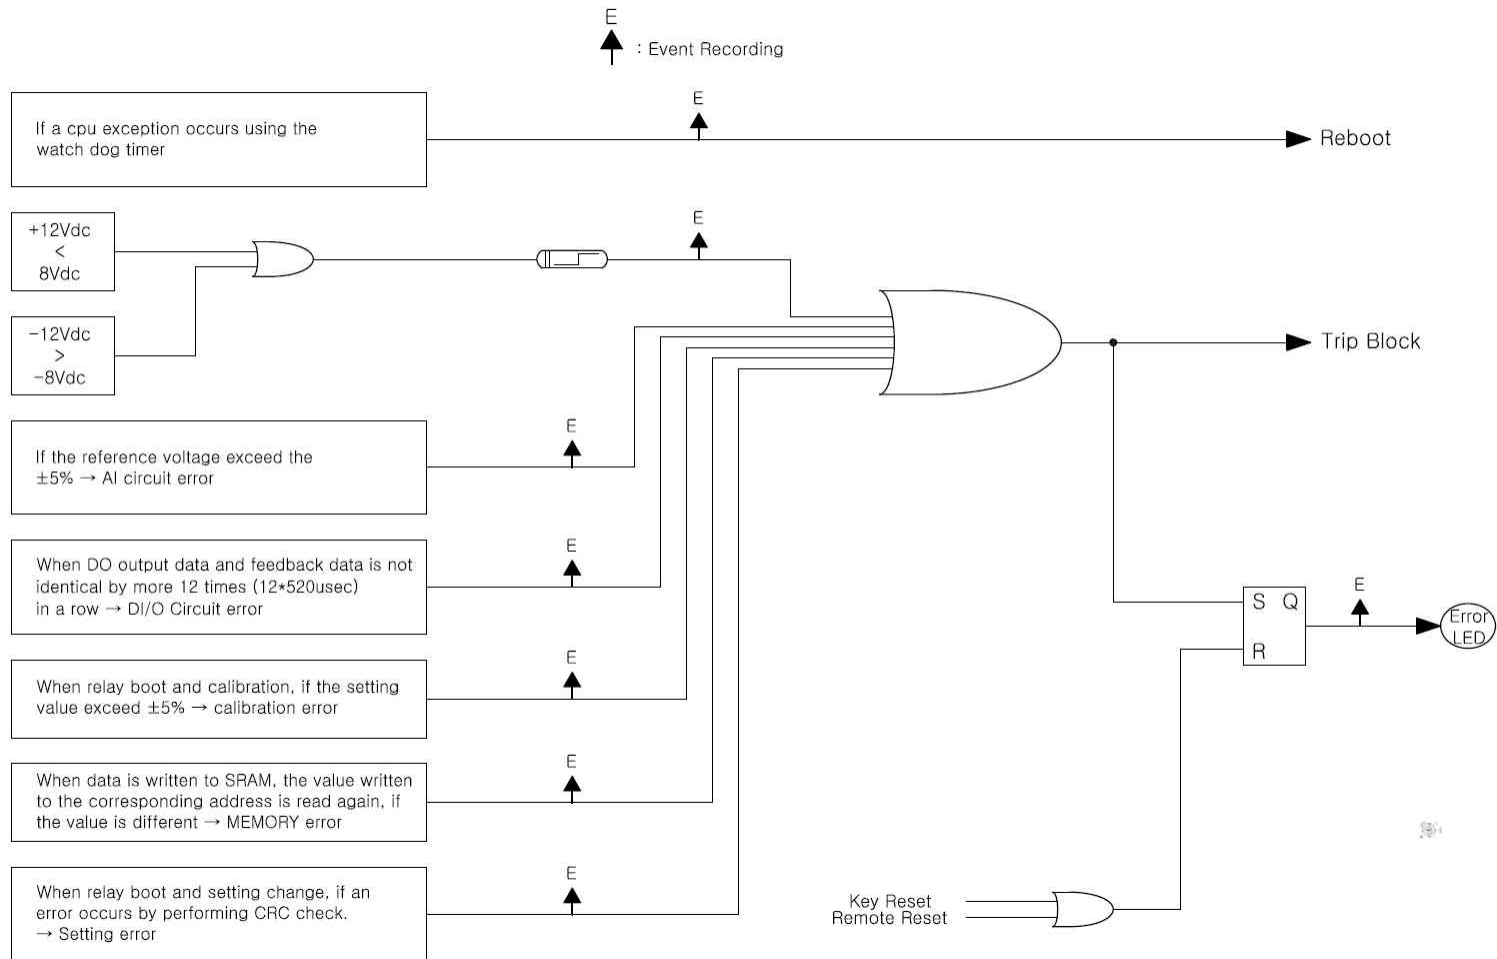 E
: Event Recording
If a cpu exception occurs using the
watch dog timer
E
Reboot
+12Vdc
<
8Vdc
E
-12Vdc
>
-8Vdc
Trip Block
If the reference voltage exceed the
±5% → AI circuit error
E
When DO output data and feedback data is not
identical by more 12 times (12*520usec)
in a row → DI/O Circuit error
E
When relay boot and calibration, if the setting
value exceed ±5% → calibration error
E
When data is written to SRAM, the value written
to the corresponding address is read again, if
the value is different → MEMORY error
E
When relay boot and setting change, if an
error occurs by performing CRC check.
→ Setting error
E
S Q
R
E
Error
LED
Key Reset
Remote Reset